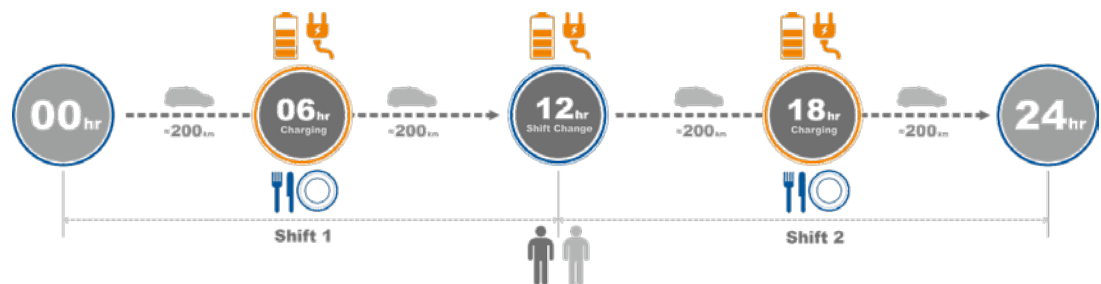 00hr
≈200km
06hr
Charging
≈200km
12hr
Shift Change
≈200km
18hr
Charging
≈200km
24hr
Shift 1
Shift 2